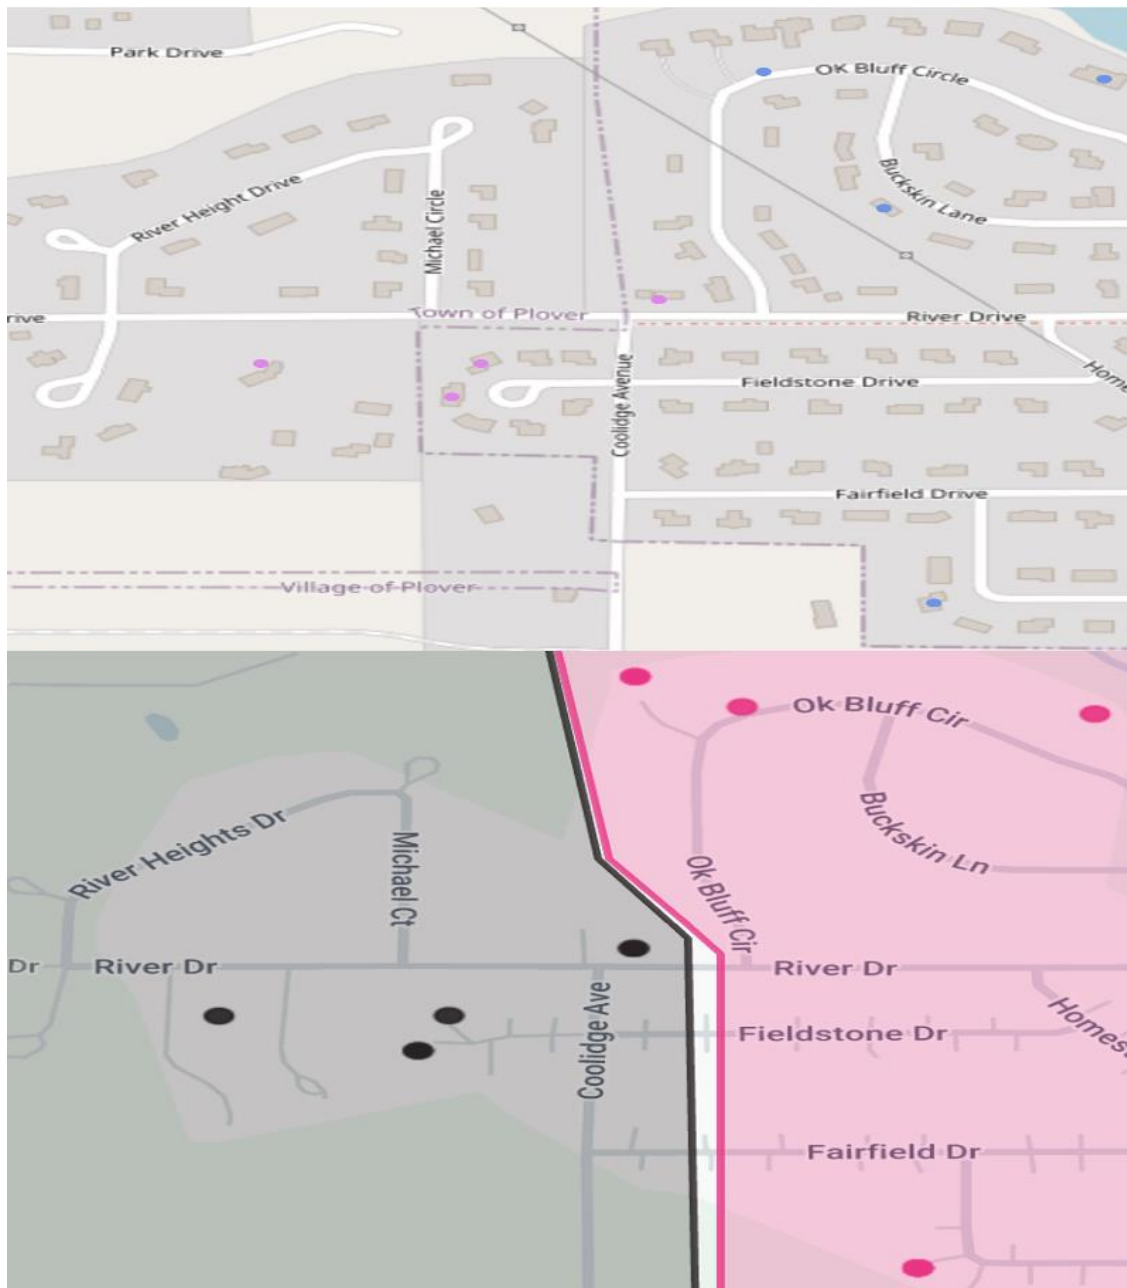 Park Drive
OK Bluff Circle
River Height Drive
Buckskin Lane
Michael Circle
Town of Plover
rive
River Drive
Home
Fieldstone Drive
Coolidge Avenue
Fairfield Drive
Village of Plover
Ok Bluff Cir
Buckskin Ln
River Heights Dr
Michael Ct
Ok Bluff Cir
Dr
River Dr
River Dr
Homest
Fieldstone Dr
Coolidge Ave
Fairfield Dr